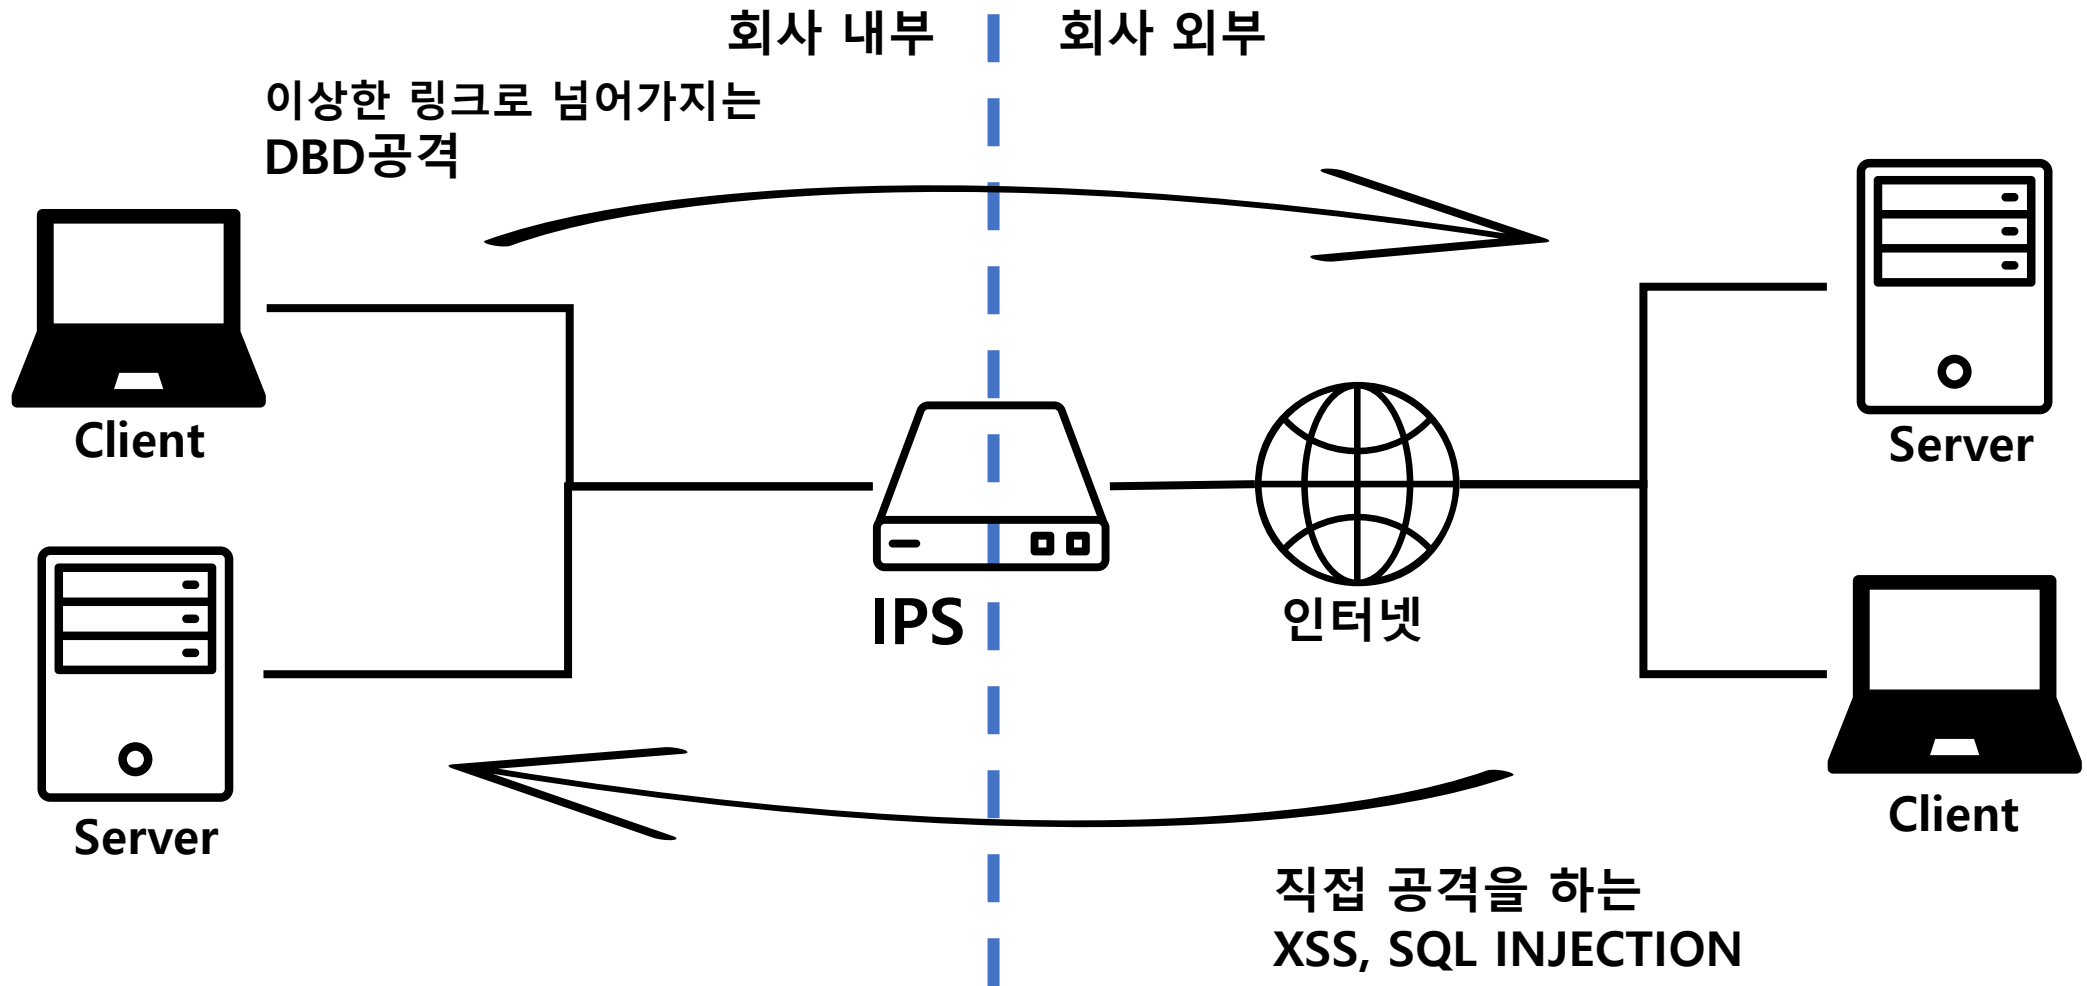 회사 내부
회사 외부
이상한 링크로 넘어가지는
DBD공격
Client
Server
IPS
인터넷
Server
Client
직접 공격을 하는
XSS, SQL INJECTION